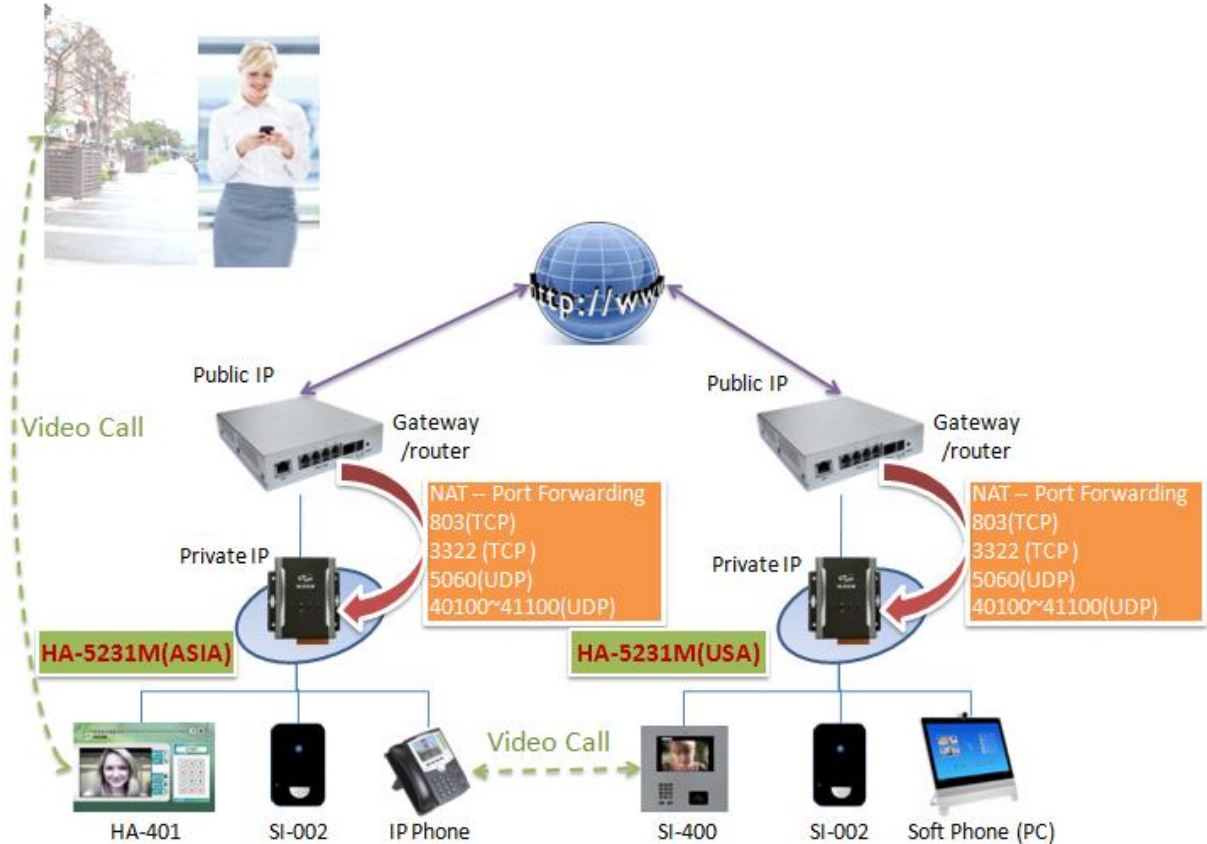 http://www
Public IP
Public IP
Video Call
Gateway
/router
Gateway
/router
NAT – Port Forwarding
803(TCP)
3322 (TCP )
5060(UDP)
40100~41100(UDP)
NAT – Port Forwarding
803(TCP)
3322 (TCP )
5060(UDP)
40100~41100(UDP)
Private IP
Private IP
HA-5231M(ASIA)
HA-5231M(USA)
Video Call
HA-401
SI-002
IP Phone
SI-400
SI-002
Soft Phone (PC)